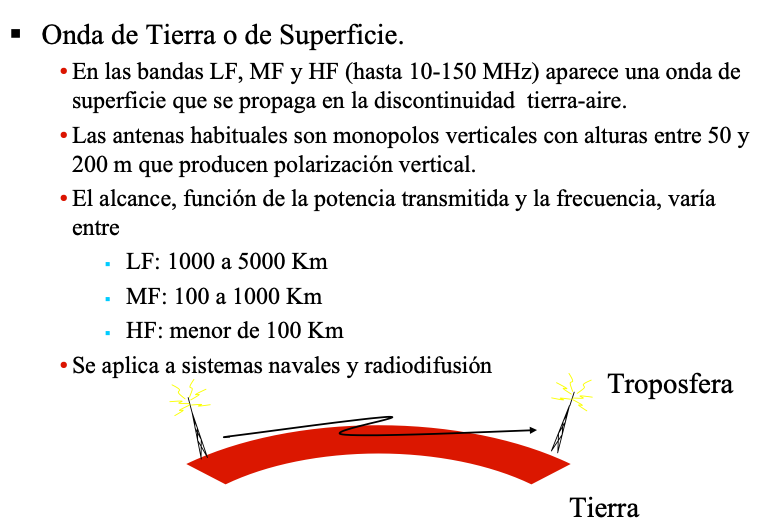 Onda de Tierra o de Superficie.
En las bandas LF, MF y HF (hasta 10-150 MHz) aparece una onda de
superficie que se propaga en la discontinuidad tierra-aire.
Las antenas habituales son monopolos verticales con alturas entre 50 y
200 m que producen polarización vertical.
El alcance, función de la potencia transmitida y la frecuencia, varía
entre
LF: 1000 a 5000 Km
MF: 100 a 1000 Km
HF: menor de 100 Km
Se aplica a sistemas navales y radiodifusión
Troposfera
Tierra